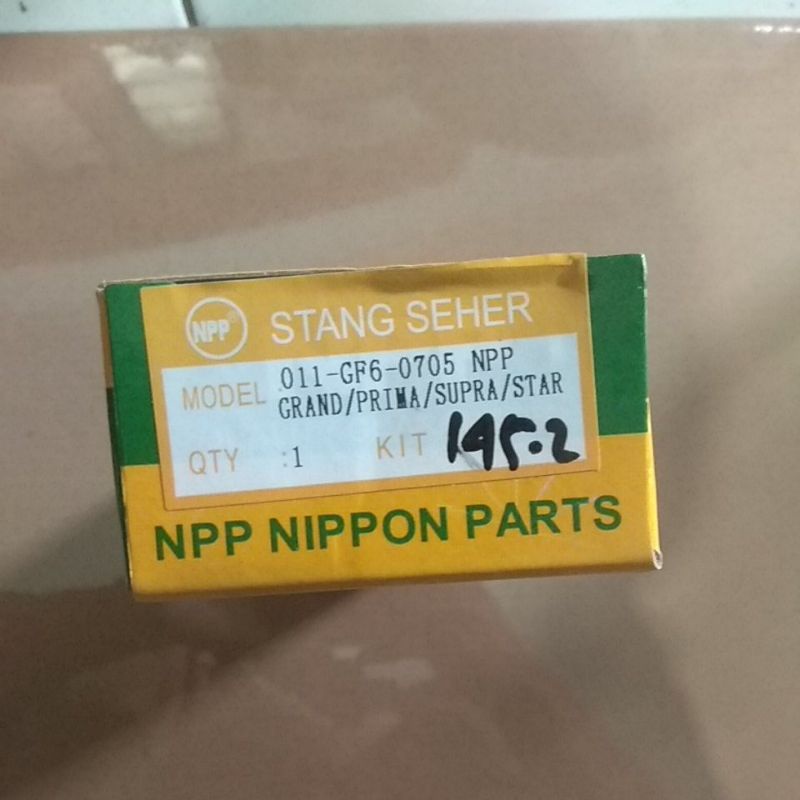 NPP®
STANG SEHER
MODEL 011-GF6-0705 NPP
GRAND/PRIMA/SUPRA/STAR
QTY :1 KIT 145.2
NPP NIPPON PARTS